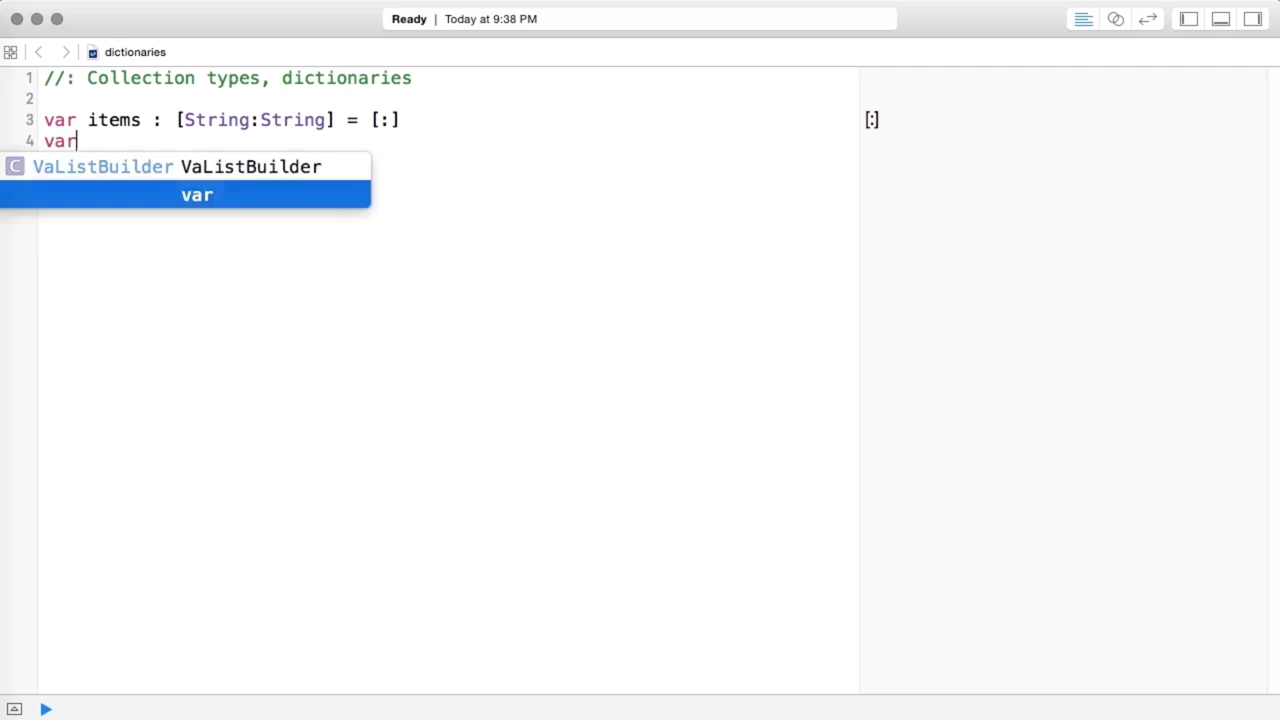 Ready | Today at 9:38 PM
dictionaries
1 //: Collection types, dictionaries
2
3 var items : [String:String] = [:]
[:]
4 var
C VaListBuilder VaListBuilder
var